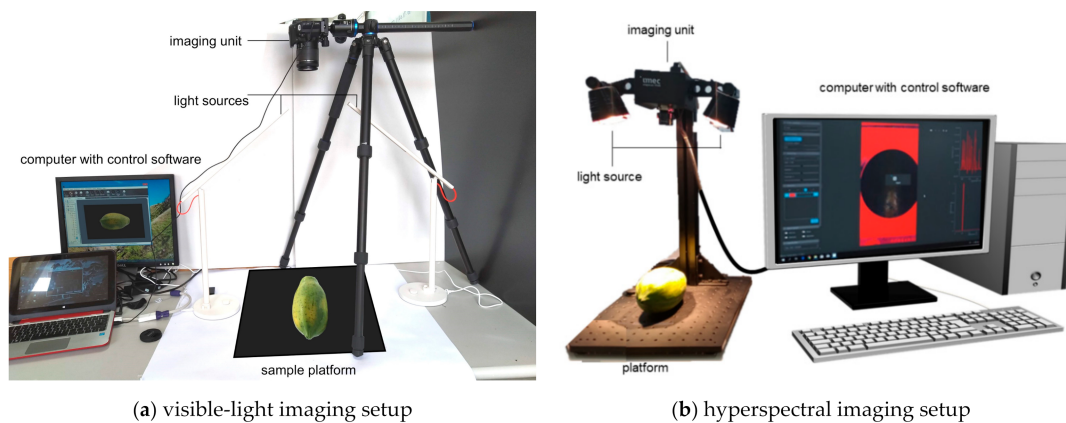 imaging unit
light sources
computer with control software
sample platform
(a) visible-light imaging setup
imaging unit
computer with control software
light source
platform
(b) hyperspectral imaging setup